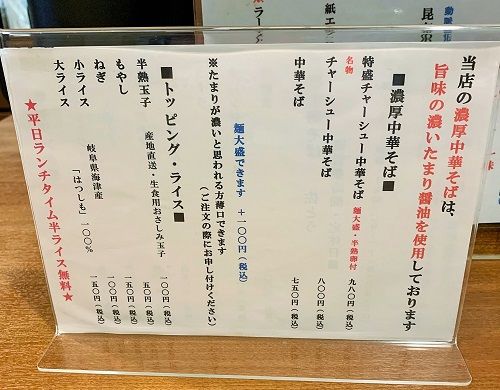 当店の濃厚中華そばは、
旨味の濃いたまり醤油を使用しております
■濃厚中華そば■
名物
特盛チャーシュー中華そば 麺大盛・半熟卵付 九八〇円（税込）
チャーシュー中華そば 八〇〇円（税込）
中華そば 七五〇円（税込）
麺大盛できます ＋一〇〇円（税込）
※たまりが濃いと思われる方薄口できます
（ご注文の際にお申し付けください）
■トッピング・ライス■
半熟玉子 産地直送・生食用おさしみ玉子 一〇〇円（税込）
もやし 五〇円（税込）
ねぎ 一五〇円（税込）
小ライス 岐阜県海津産 一〇〇円（税込）
大ライス 「はつしも」一〇〇％ 一五〇円（税込）
★平日ランチタイム半ライス無料★